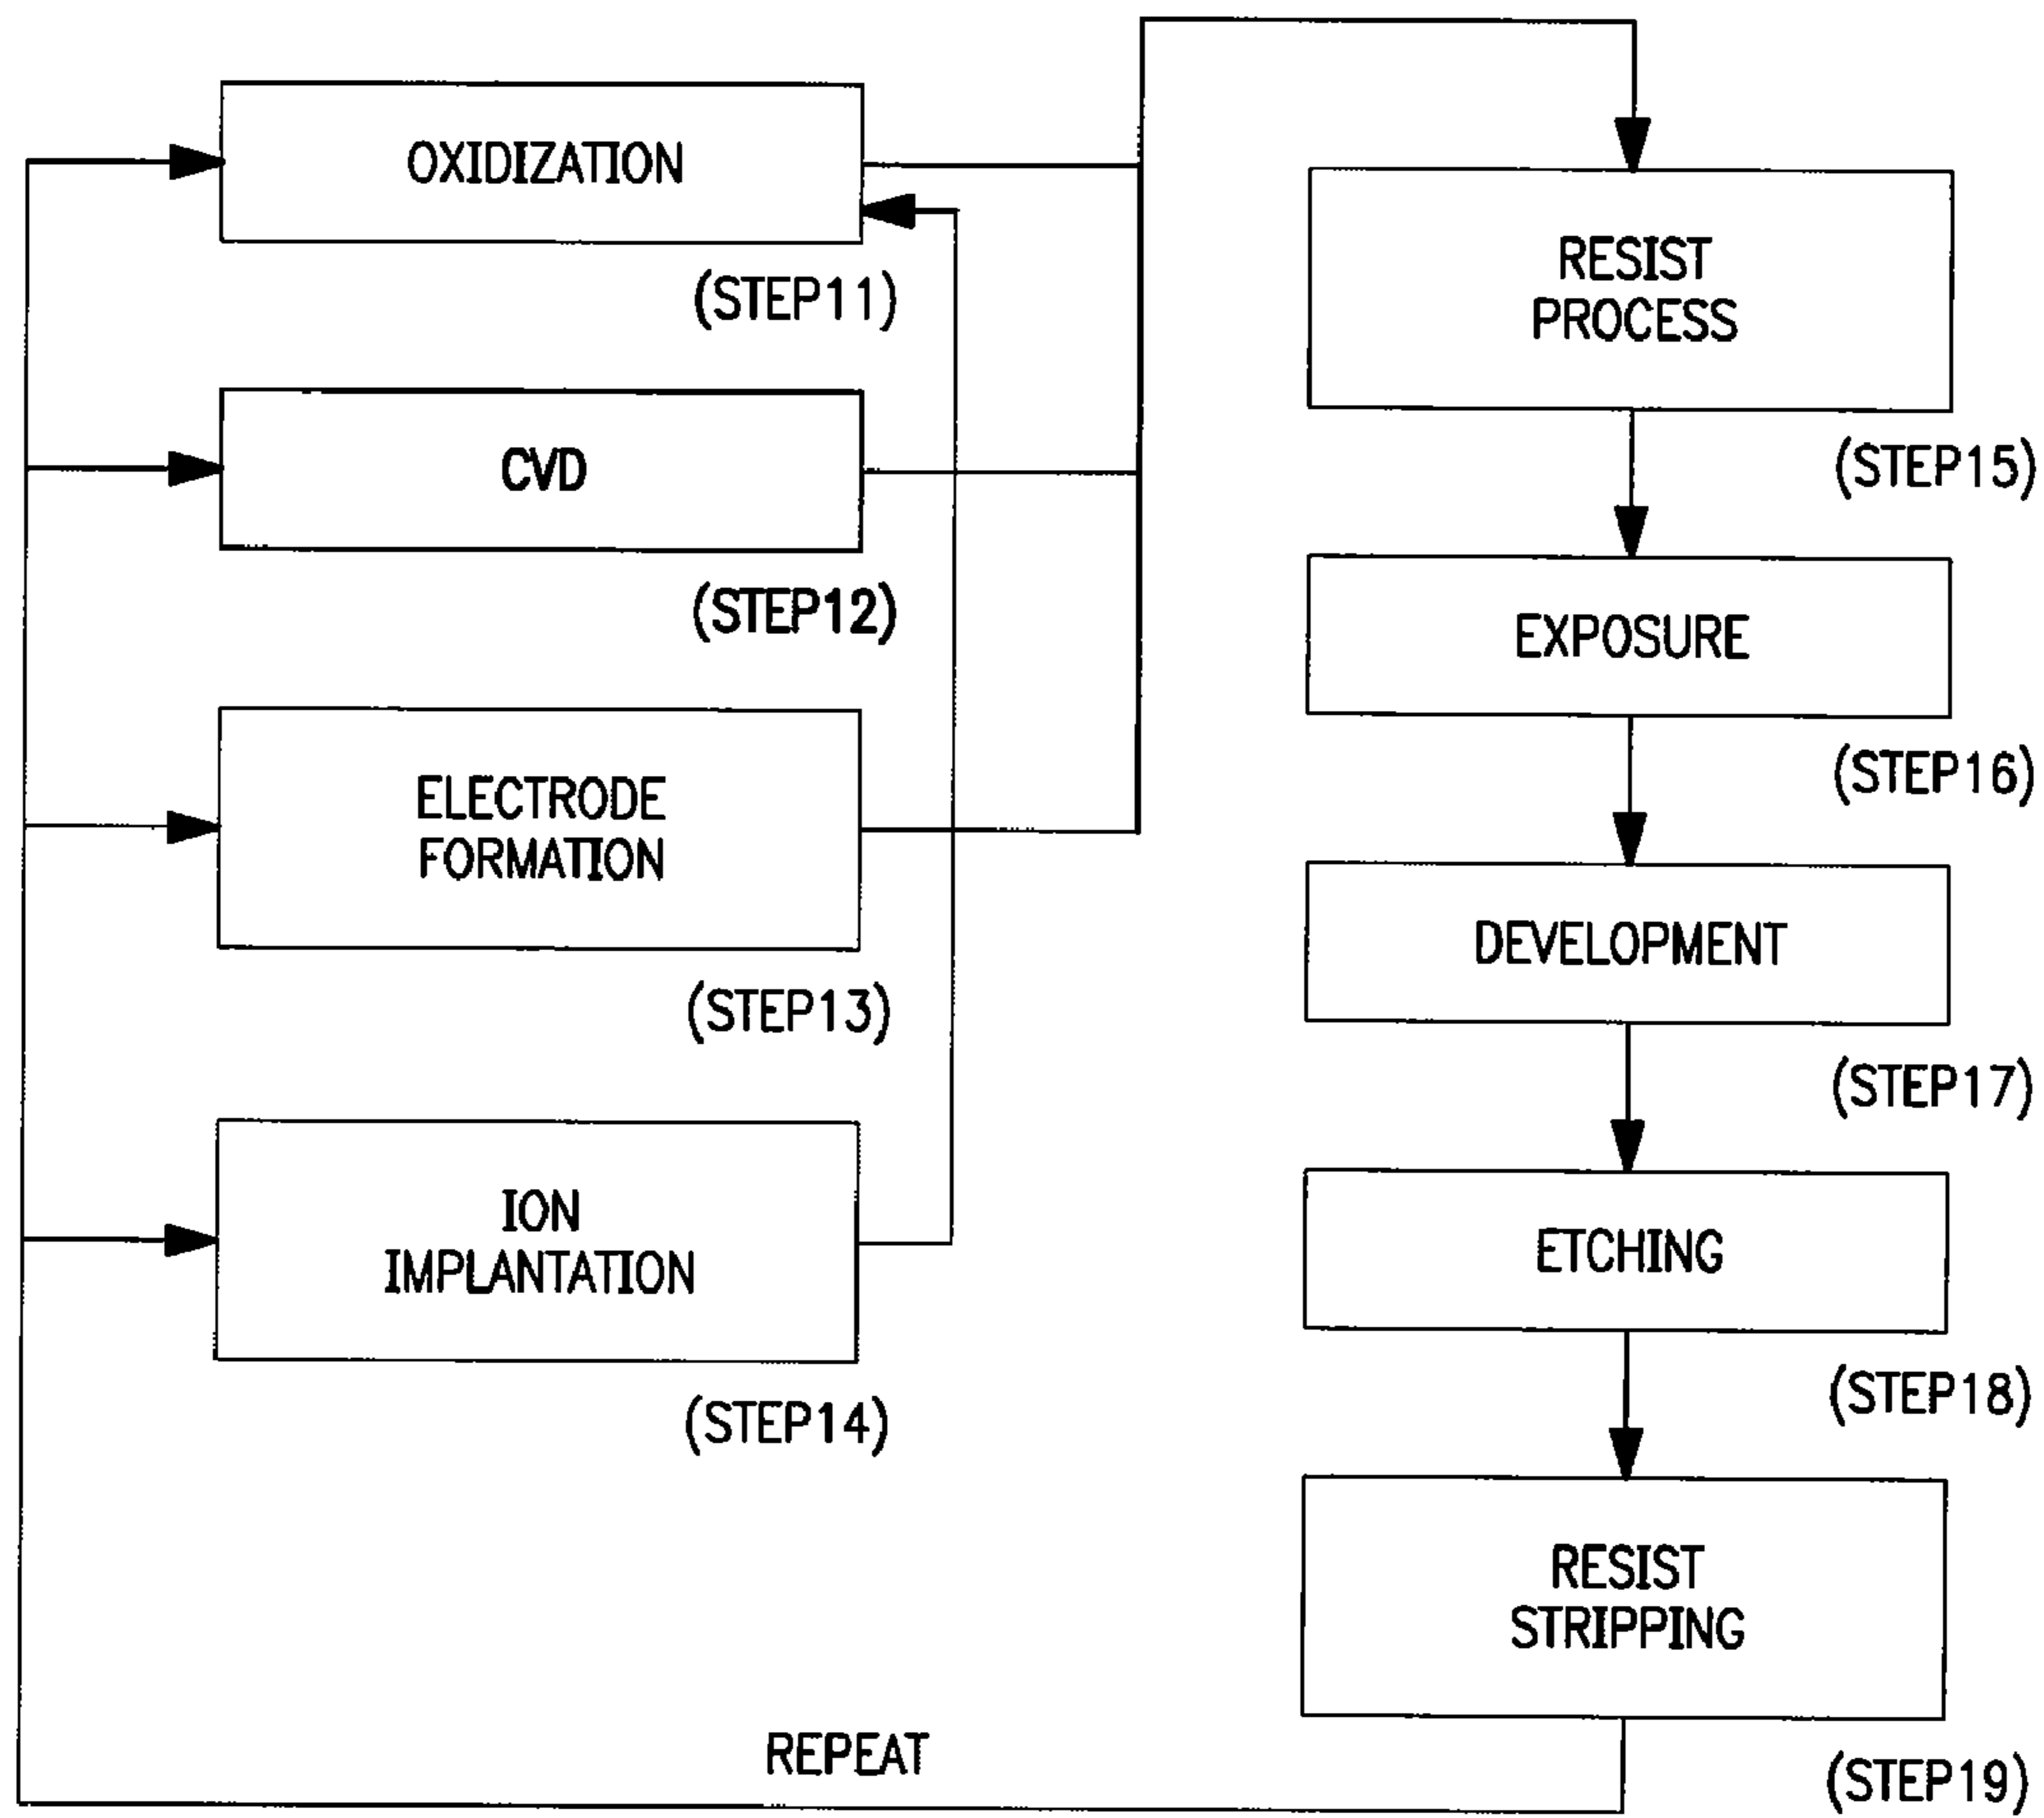 OXIDIZATION
(STEP11)
CVD
(STEP12)
ELECTRODE
FORMATION
(STEP13)
ION
IMPLANTATION
(STEP14)
RESIST
PROCESS
(STEP15)
EXPOSURE
(STEP16)
DEVELOPMENT
(STEP17)
ETCHING
(STEP18)
RESIST
STRIPPING
(STEP19)
REPEAT